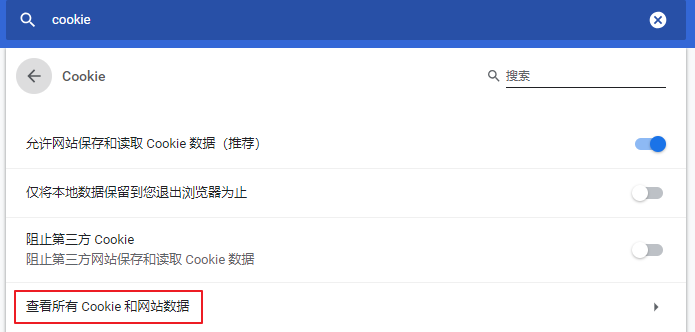 cookie
Cookie
搜索
允许网站保存和读取 Cookie 数据（推荐）
仅将本地数据保留到您退出浏览器为止
阻止第三方 Cookie
阻止第三方网站保存和读取 Cookie 数据
查看所有 Cookie 和网站数据